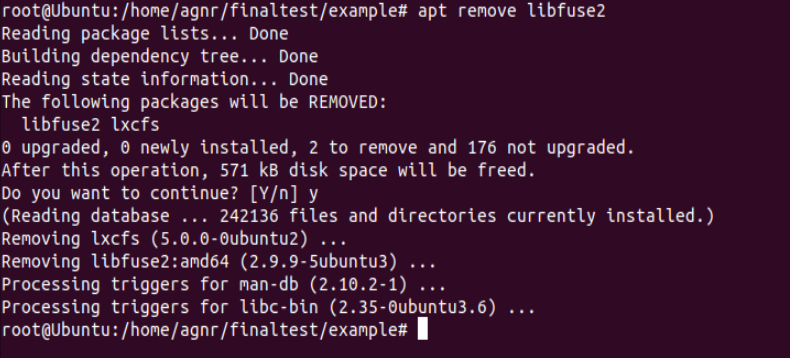 root@Ubuntu:/home/agnr/finaltest/example# apt remove libfuse2
Reading package lists... Done
Building dependency tree... Done
Reading state information... Done
The following packages will be REMOVED:
  libfuse2 lxcfs
0 upgraded, 0 newly installed, 2 to remove and 176 not upgraded.
After this operation, 571 kB disk space will be freed.
Do you want to continue? [Y/n] y
(Reading database ... 242136 files and directories currently installed.)
Removing lxcfs (5.0.0-0ubuntu2) ...
Removing libfuse2:amd64 (2.9.9-5ubuntu3) ...
Processing triggers for man-db (2.10.2-1) ...
Processing triggers for libc-bin (2.35-0ubuntu3.6) ...
root@Ubuntu:/home/agnr/finaltest/example#